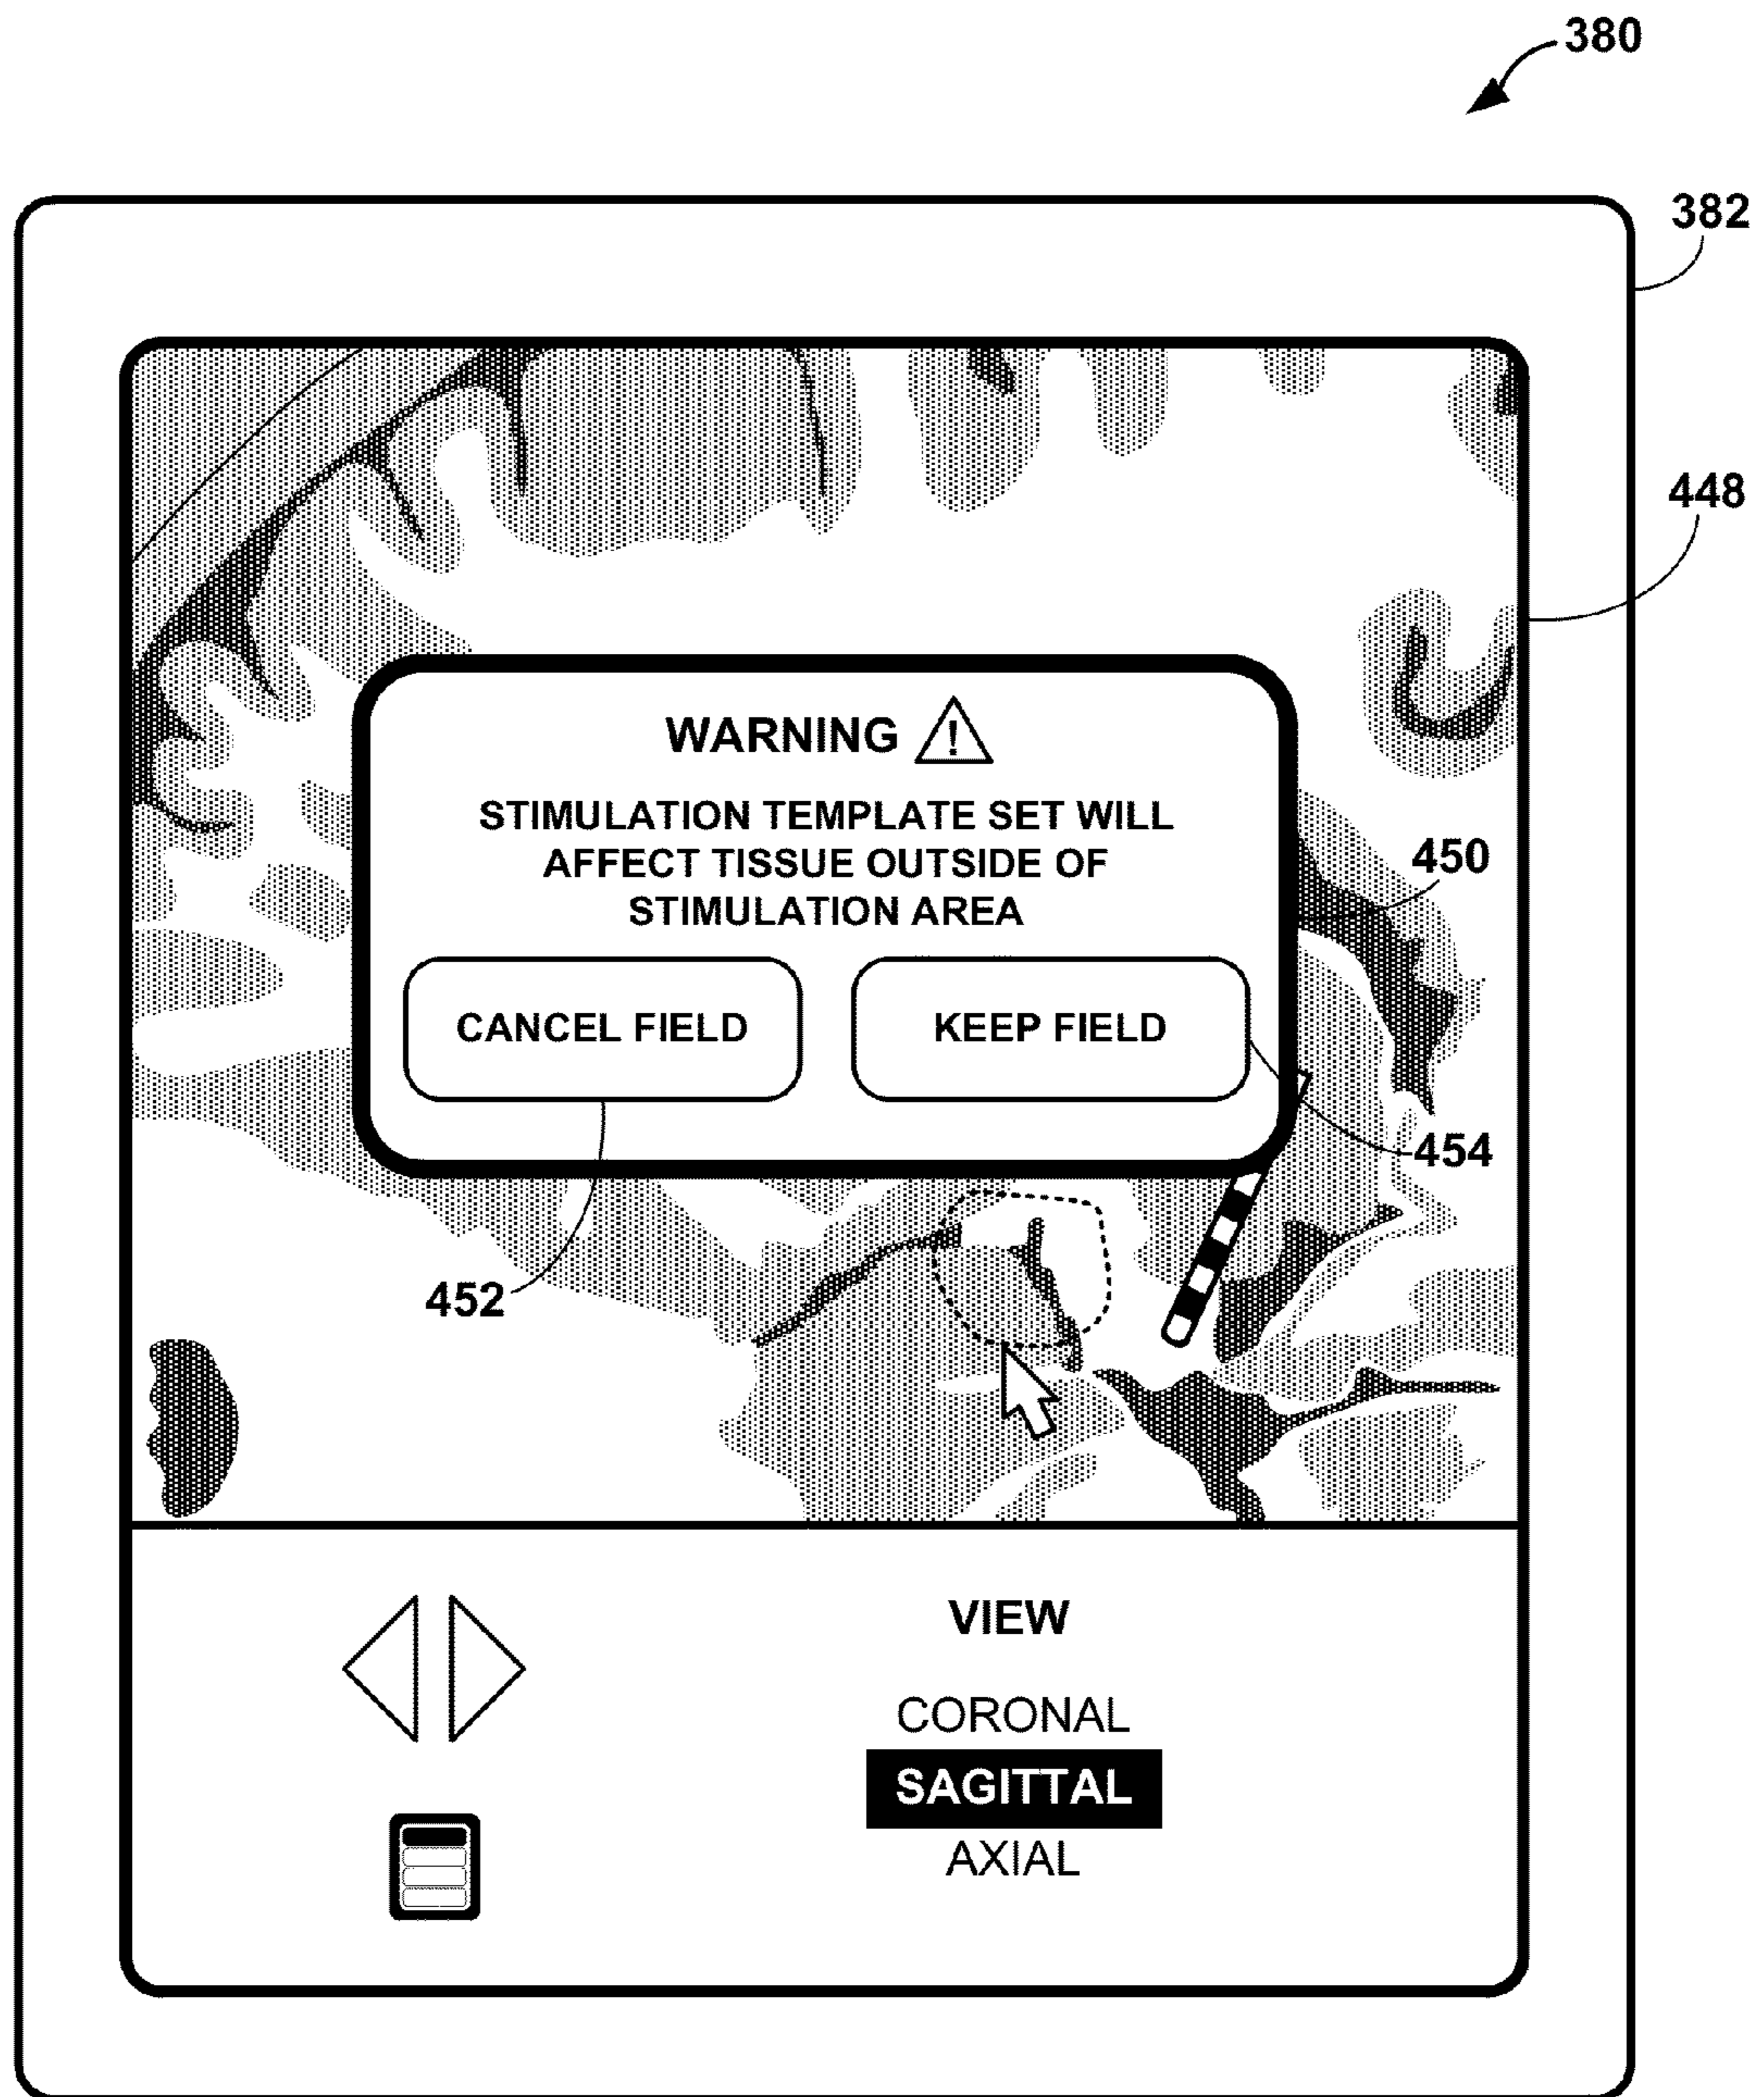 380
382
448
WARNING
!
STIMULATION TEMPLATE SET WILL
AFFECT TISSUE OUTSIDE OF
STIMULATION AREA
450
CANCEL FIELD
KEEP FIELD
454
452
VIEW
CORONAL
SAGITTAL
AXIAL